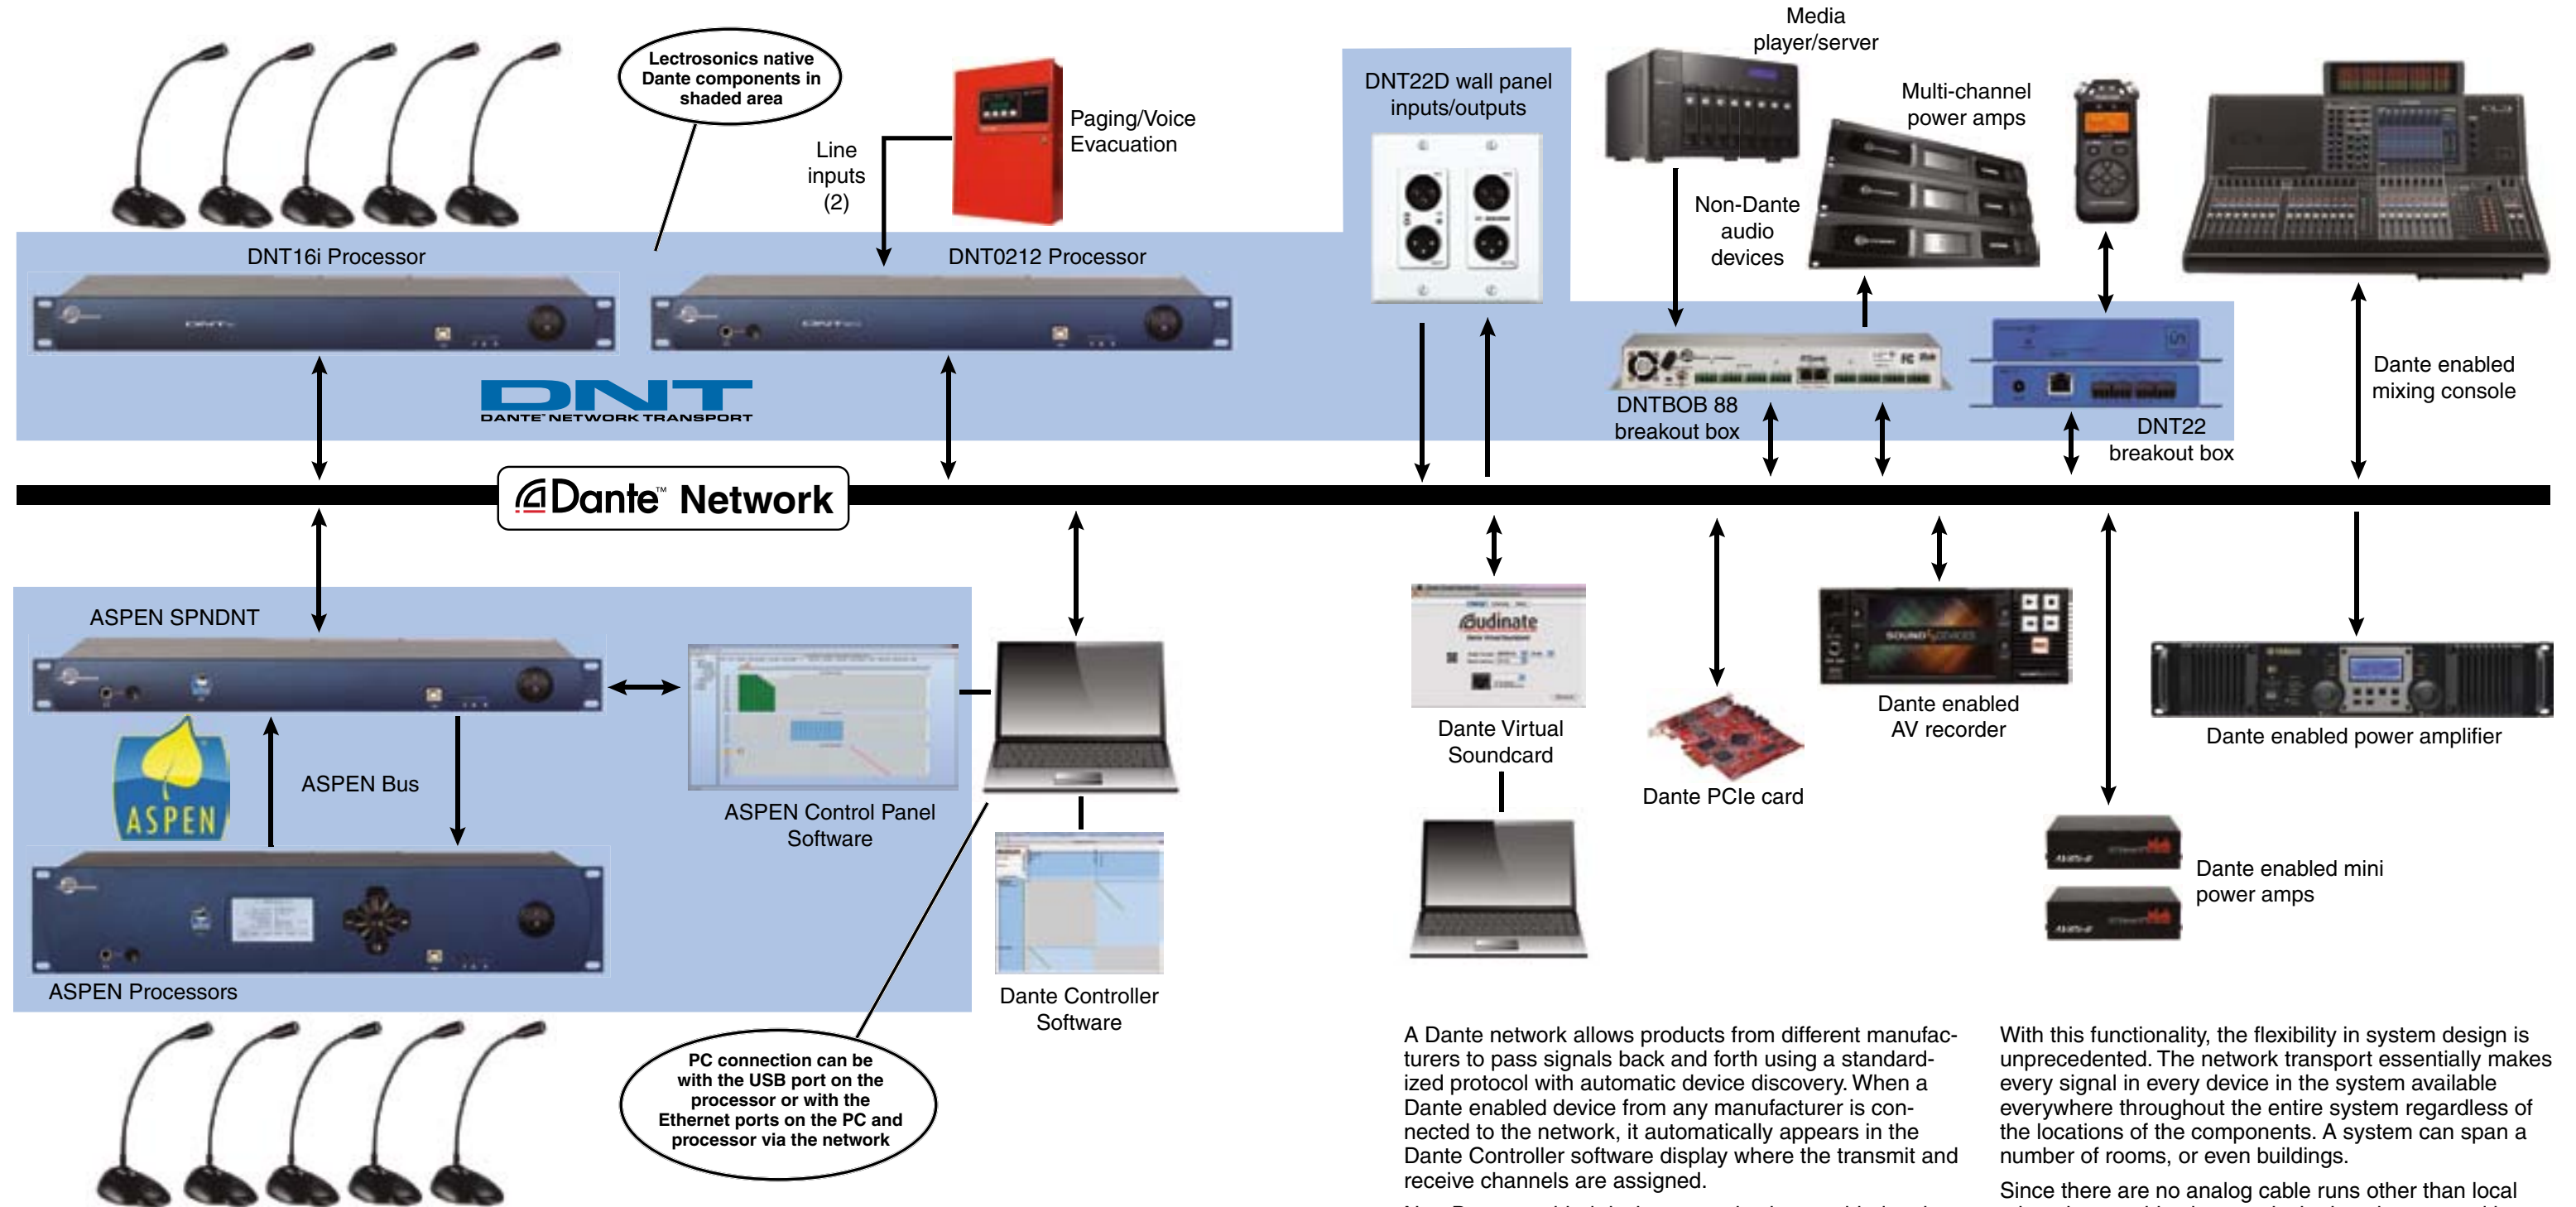 Lectrosonics native
Dante components in
shaded area
Line
inputs
(2)
Paging/Voice
Evacuation
DNT22D wall panel
inputs/outputs
Media
player/server
Multi-channel
power amps
Non-Dante
audio
devices
DNT16i Processor
DNT0212 Processor
DNT
DANTE™ NETWORK TRANSPORT
DNTBOB 88
breakout box
DNT22
breakout box
Dante enabled
mixing console
Dante™ Network
ASPEN SPNDNT
ASPEN
ASPEN Bus
ASPEN Control Panel
Software
ASPEN Processors
Dante Controller
Software
PC connection can be
with the USB port on the
processor or with the
Ethernet ports on the PC and
processor via the network
Audinate
Dante Virtual
Soundcard
Dante PCIe card
SOUND DEVICES
Dante enabled
AV recorder
Dante enabled power amplifier
Dante enabled mini
power amps
A Dante network allows products from different manufac-
turers to pass signals back and forth using a standard-
ized protocol with automatic device discovery. When a
Dante enabled device from any manufacturer is con-
nected to the network, it automatically appears in the
Dante Controller software display where the transmit and
receive channels are assigned.
With this functionality, the flexibility in system design is
unprecedented. The network transport essentially makes
every signal in every device in the system available
everywhere throughout the entire system regardless of
the locations of the components. A system can span a
number of rooms, or even buildings.
Since there are no analog cable runs other than local